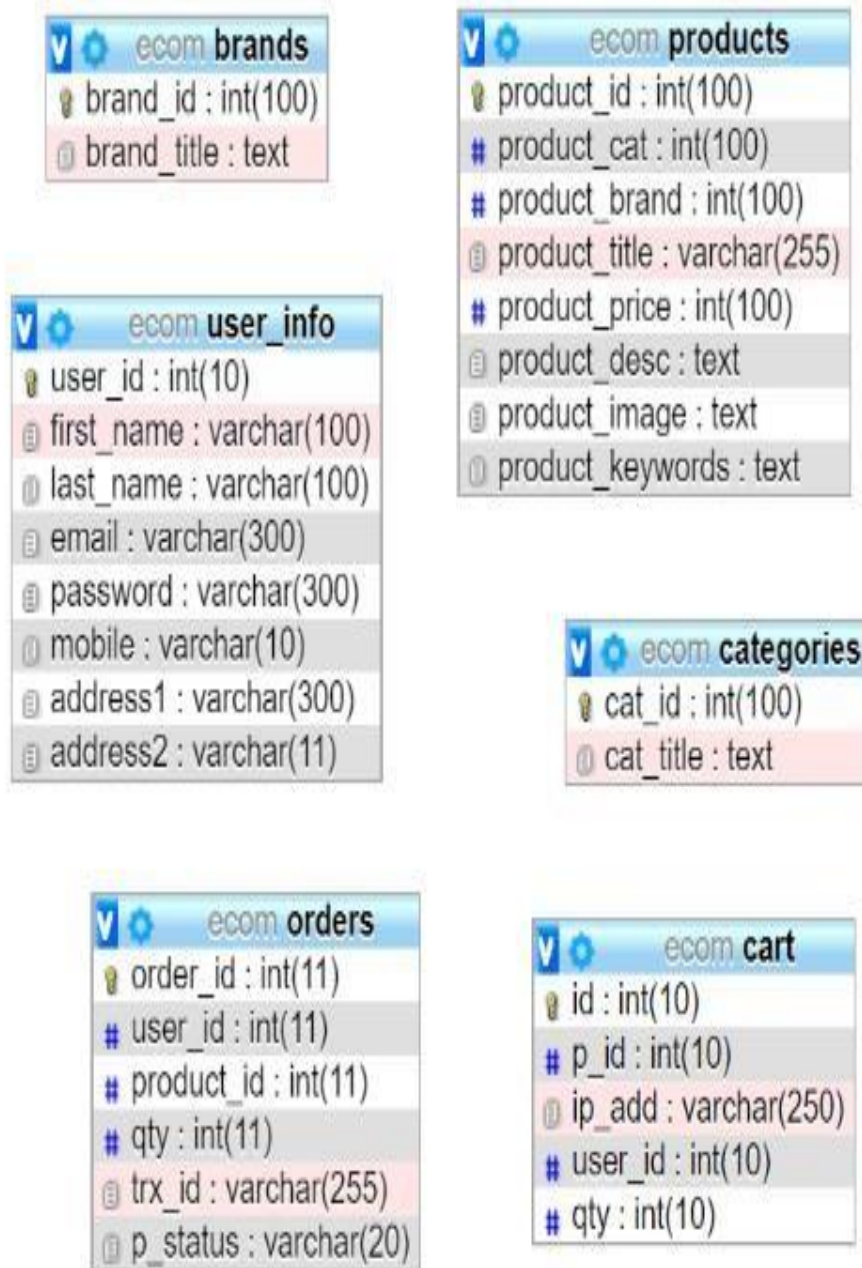 ecom brands
brand_id : int(100)
brand_title : text
ecom products
product_id : int(100)
product_cat : int(100)
product_brand : int(100)
product_title : varchar(255)
product_price : int(100)
product_desc : text
product_image : text
product_keywords : text
ecom user_info
user_id : int(10)
first_name : varchar(100)
last_name : varchar(100)
email : varchar(300)
password : varchar(300)
mobile : varchar(10)
address1 : varchar(300)
address2 : varchar(11)
ecom categories
cat_id : int(100)
cat_title : text
ecom orders
order_id : int(11)
user_id : int(11)
product_id : int(11)
qty : int(11)
trx_id : varchar(255)
p_status : varchar(20)
ecom cart
id : int(10)
p_id : int(10)
ip_add : varchar(250)
user_id : int(10)
qty : int(10)